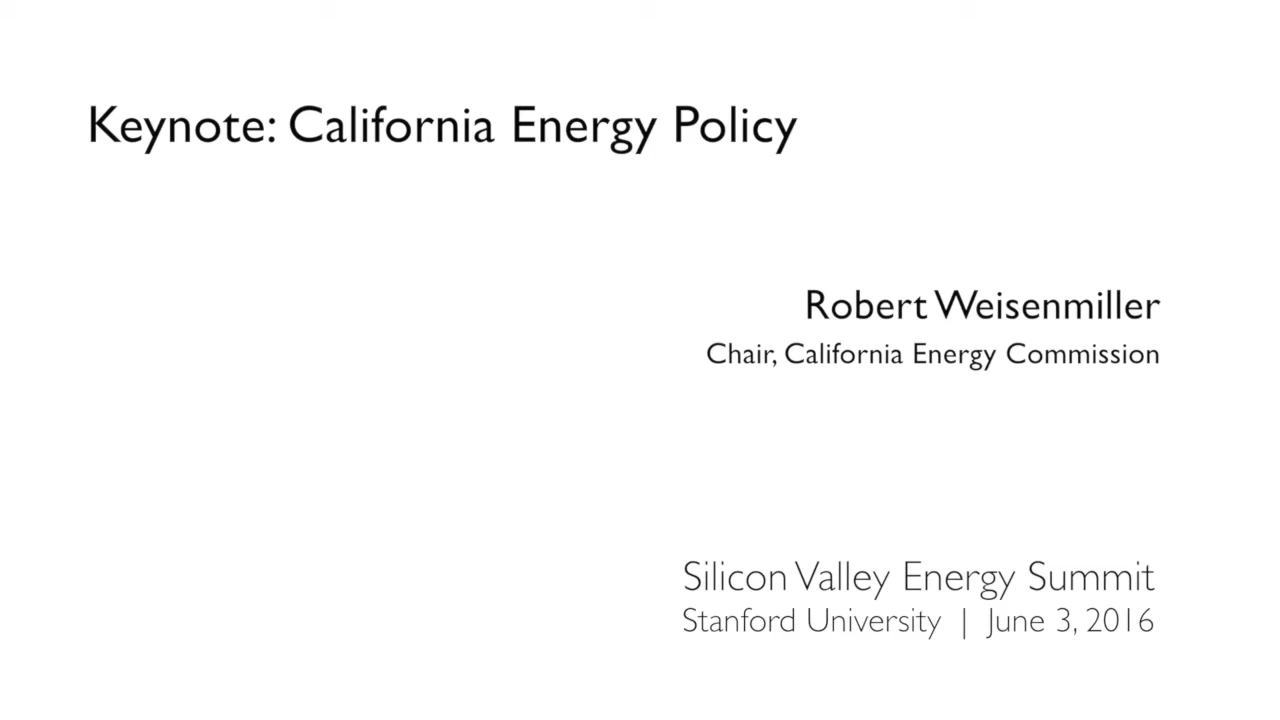 Keynote: California Energy Policy
Robert Weisenmiller
Chair, California Energy Commission
Silicon Valley Energy Summit
Stanford University | June 3, 2016